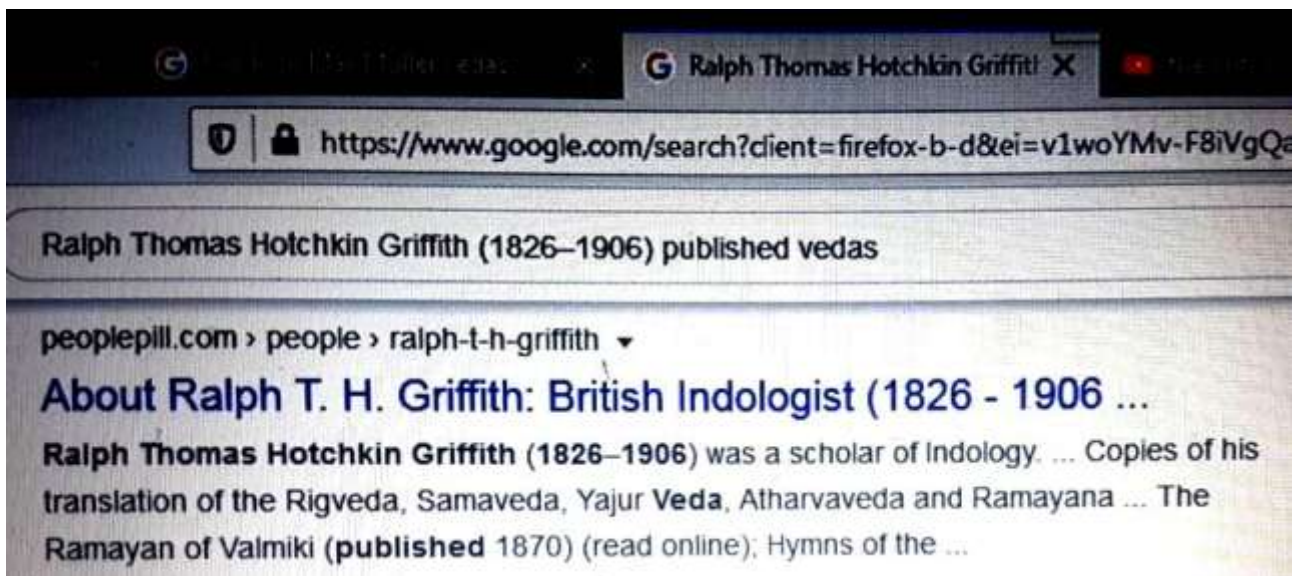 Ralph Thomas Hotchkin Griffitl
https://www.google.com/search?client=firefox-b-d&ei=v1woYMv-F8iVgQa
Ralph Thomas Hotchkin Griffith (1826–1906) published vedas
peoplepill.com › people › ralph-t-h-griffith
About Ralph T. H. Griffith: British Indologist (1826 - 1906 ...
Ralph Thomas Hotchkin Griffith (1826–1906) was a scholar of Indology. ... Copies of his
translation of the Rigveda, Samaveda, Yajur Veda, Atharvaveda and Ramayana ... The
Ramayan of Valmiki (published 1870) (read online); Hymns of the ...